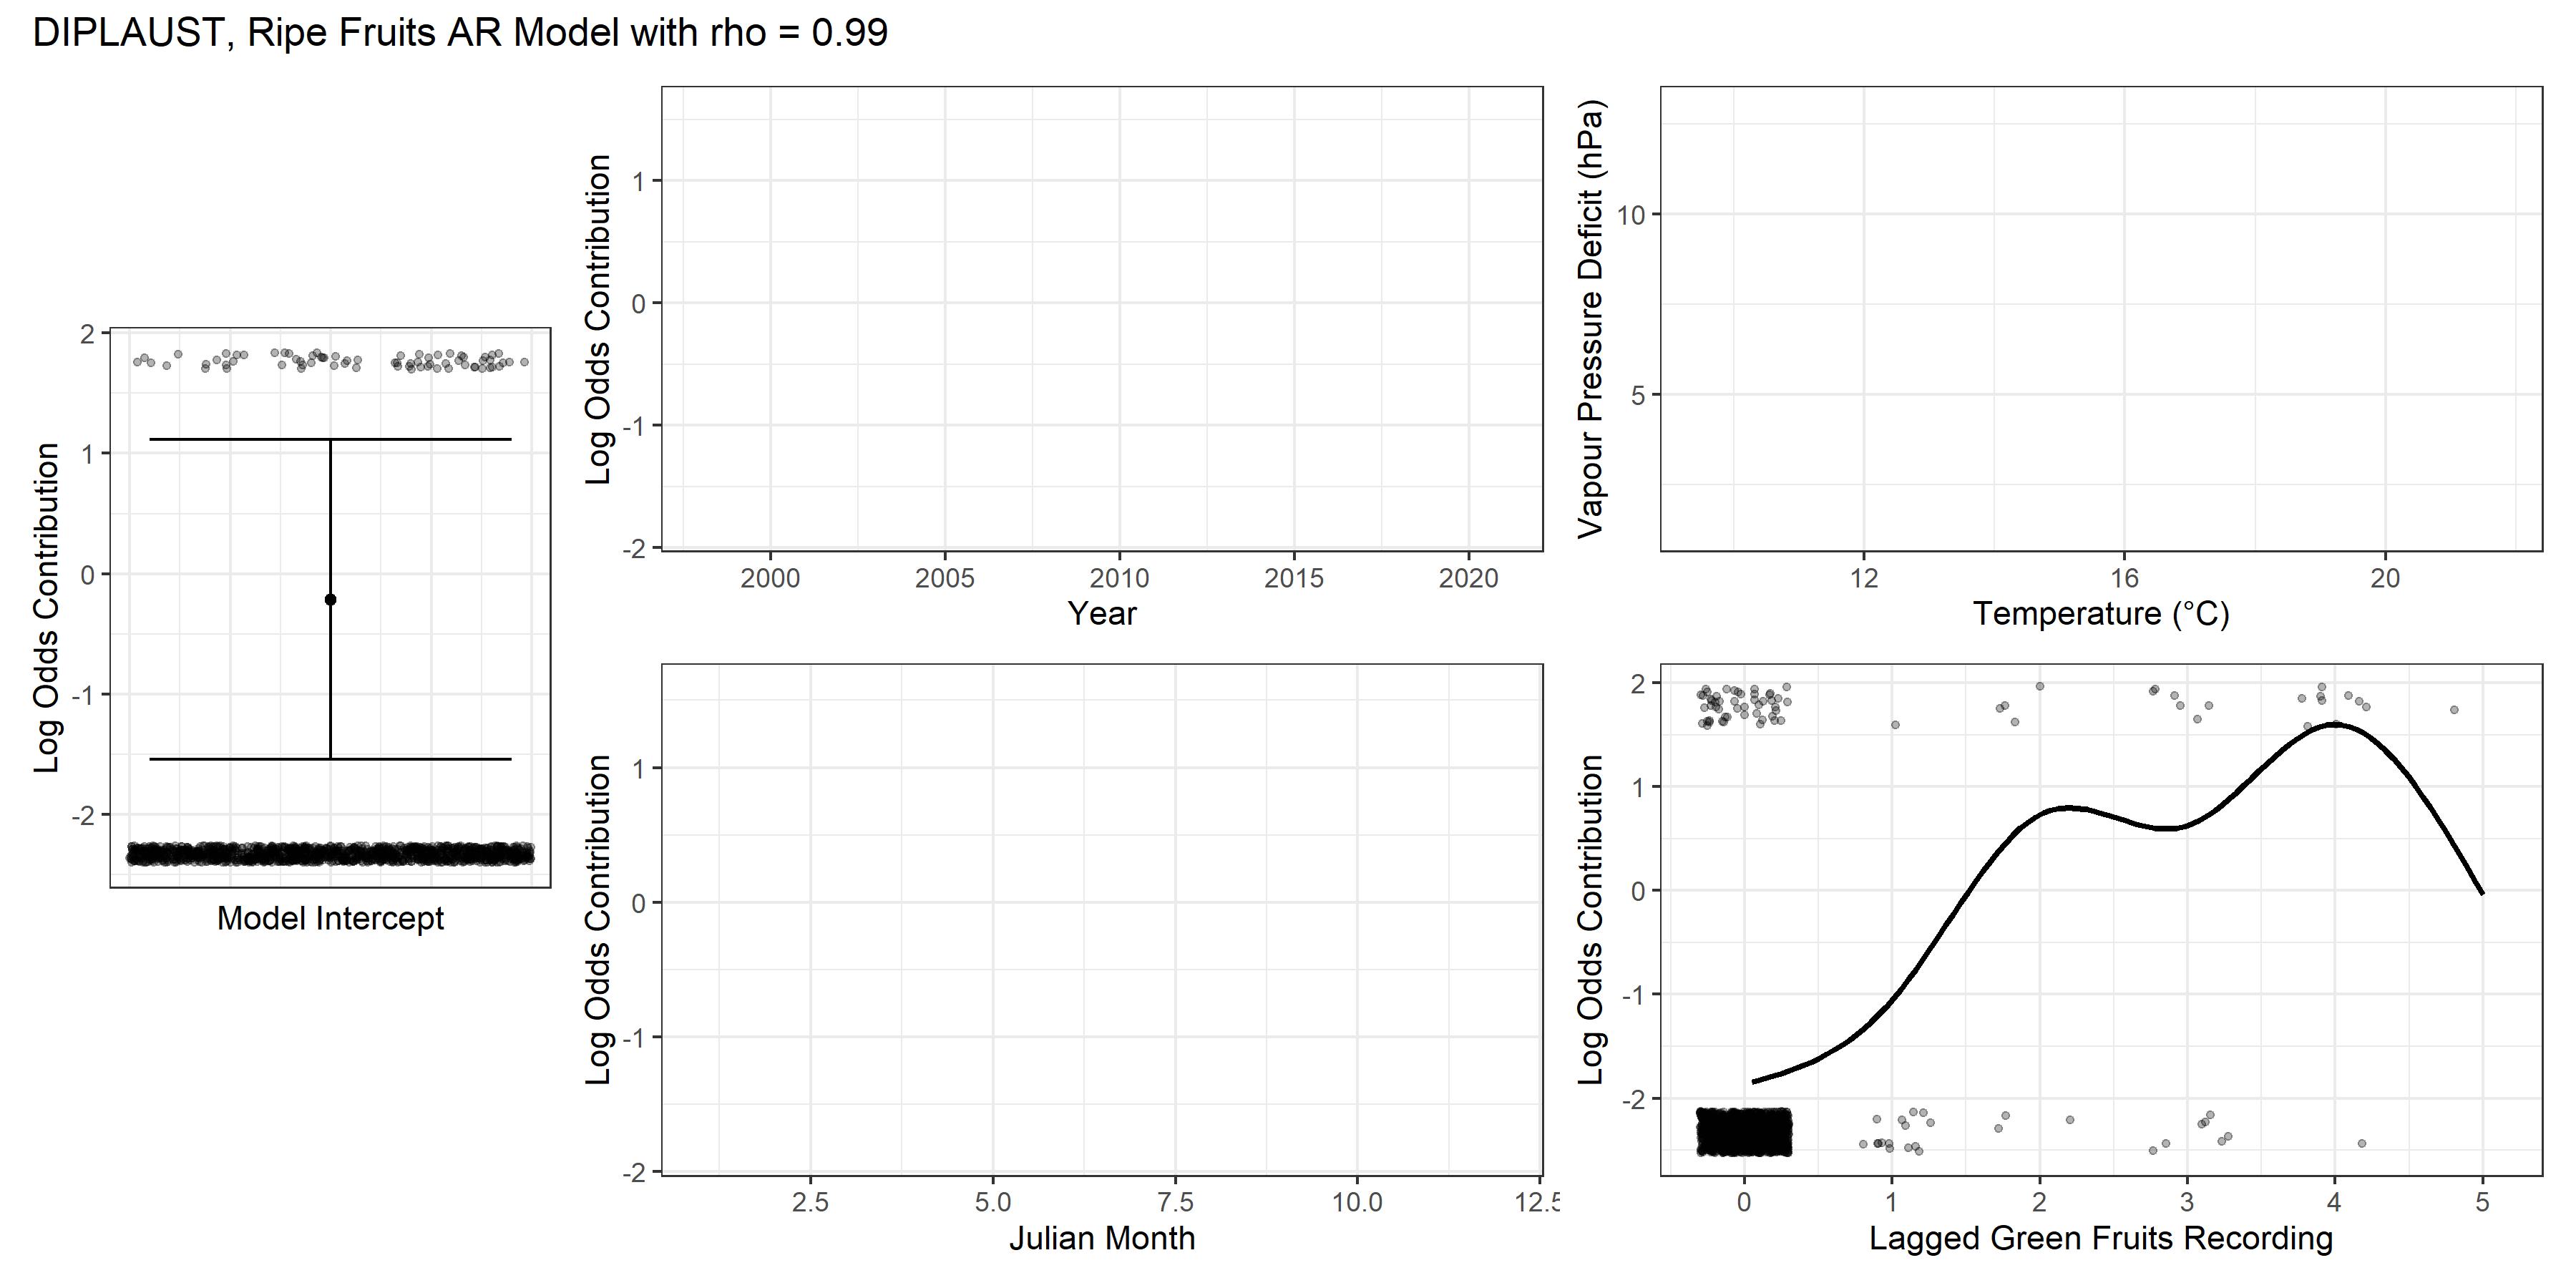 DIPLAUST, Ripe Fruits AR Model with rho = 0.99
Log Odds Contribution
2
1
0
-1
-2
Model Intercept
Log Odds Contribution
1
0
-1
-2
2000 2005 2010 2015 2020
Year
Vapour Pressure Deficit (hPa)
10
5
12 16 20
Temperature (°C)
Log Odds Contribution
1
0
-1
-2
2.5 5.0 7.5 10.0 12.5
Julian Month
Log Odds Contribution
2
1
0
-1
-2
0 1 2 3 4 5
Lagged Green Fruits Recording